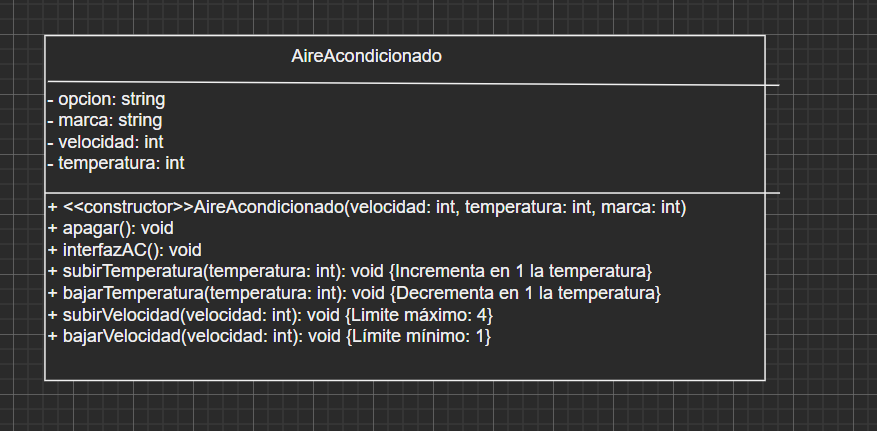 AireAcondicionado
- opcion: string
- marca: string
- velocidad: int
- temperatura: int
+ <<constructor>>AireAcondicionado(velocidad: int, temperatura: int, marca: int)
+ apagar(): void
+ interfazAC(): void
+ subirTemperatura(temperatura: int): void {Incrementa en 1 la temperatura}
+ bajarTemperatura(temperatura: int): void {Decrementa en 1 la temperatura}
+ subirVelocidad(velocidad: int): void {Limite máximo: 4}
+ bajarVelocidad(velocidad: int): void {Límite mínimo: 1}